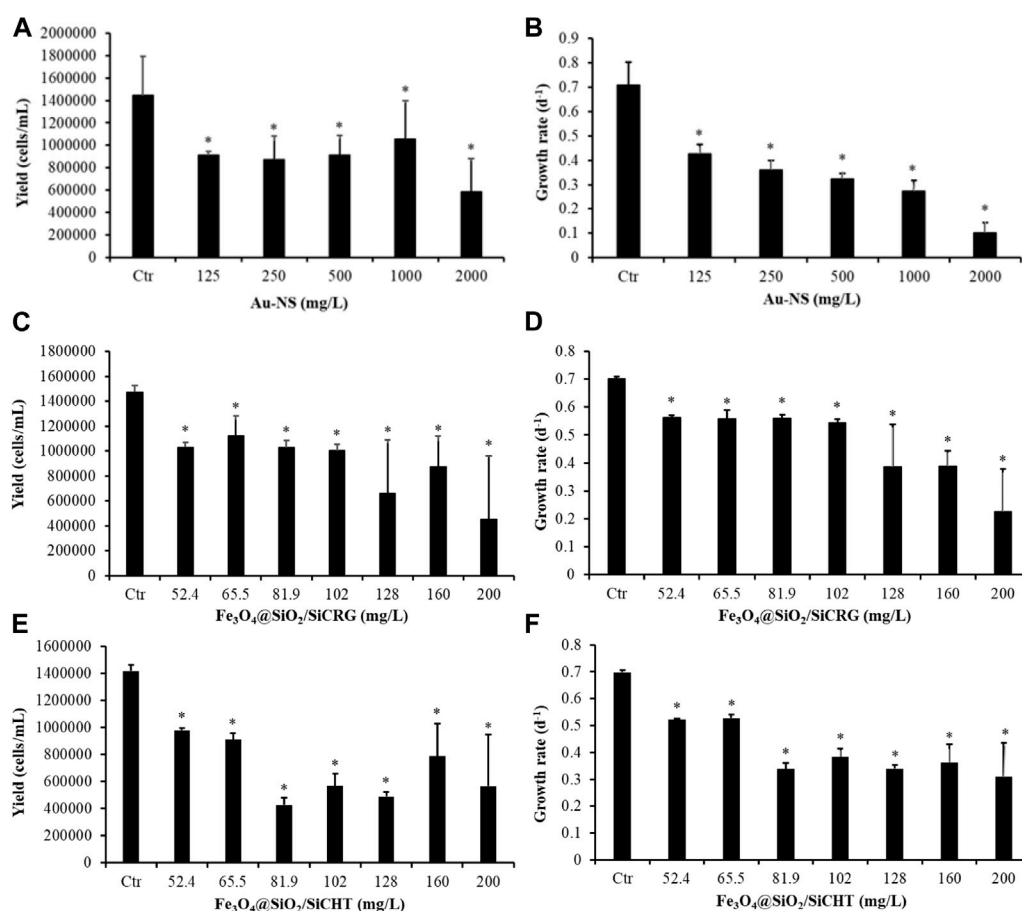 A
2000000
1800000
1600000
1400000
1200000
1000000
800000
600000
400000
200000
0
Yield (cells/mL)
* * * * *
Ctr 125 250 500 1000 2000
Au-NS (mg/L)
B
0.9
0.8
0.7
0.6
0.5
0.4
0.3
0.2
0.1
0
Growth rate (d⁻¹)
* * * * *
Ctr 125 250 500 1000 2000
Au-NS (mg/L)
C
1800000
1600000
1400000
1200000
1000000
800000
600000
400000
200000
0
Yield (cells/mL)
* * * * * * *
Ctr 52.4 65.5 81.9 102 128 160 200
Fe₃O₄@SiO₂/SiCRG (mg/L)
D
0.8
0.7
0.6
0.5
0.4
0.3
0.2
0.1
0
Growth rate (d⁻¹)
* * * * * * *
Ctr 52.4 65.5 81.9 102 128 160 200
Fe₃O₄@SiO₂/SiCRG (mg/L)
E
1600000
1400000
1200000
1000000
800000
600000
400000
200000
0
Yield (cells/mL)
* * * * * * *
Ctr 52.4 65.5 81.9 102 128 160 200
Fe₃O₄@SiO₂/SiCHT (mg/L)
F
0.8
0.7
0.6
0.5
0.4
0.3
0.2
0.1
0
Growth rate (d⁻¹)
* * * * * * *
Ctr 52.4 65.5 81.9 102 128 160 200
Fe₃O₄@SiO₂/SiCHT (mg/L)